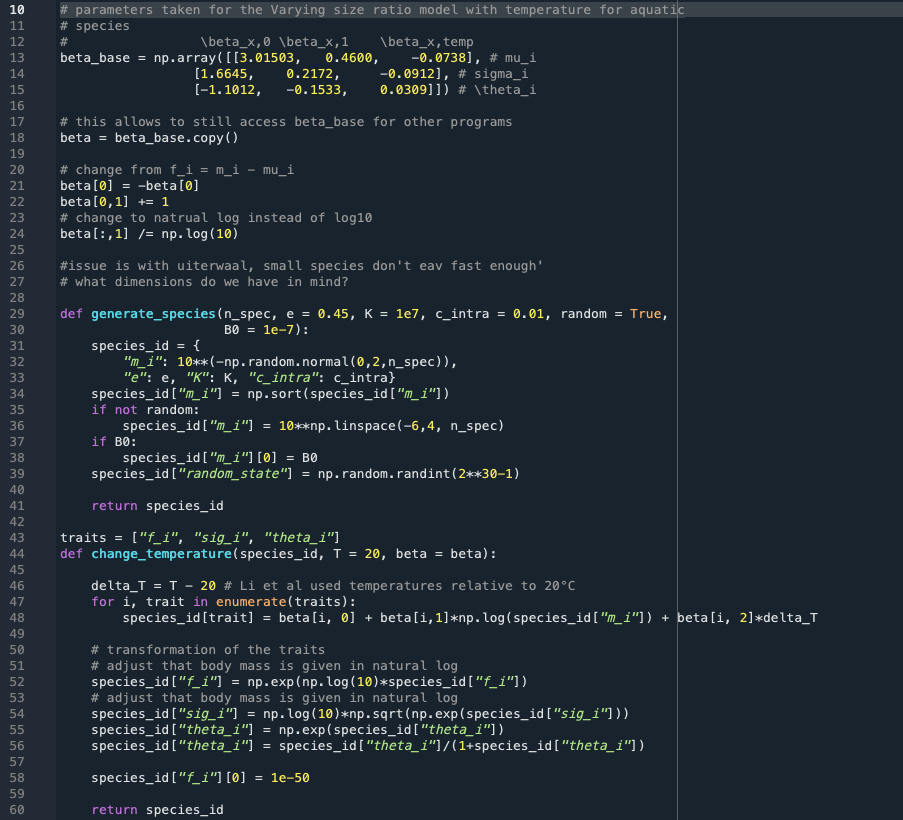 10 # parameters taken for the Varying size ratio model with temperature for aquatic
11 # species
12 #                 \beta_x,0 \beta_x,1    \beta_x,temp
13 beta_base = np.array([[3.01503,   0.4600,     -0.0738], # mu_i
14                  [1.6645,    0.2172,      -0.0912], # sigma_i
15                  [-1.1012,   -0.1533,    0.0309]]) # \theta_i
16
17 # this allows to still access beta_base for other programs
18 beta = beta_base.copy()
19
20 # change from f_i = m_i - mu_i
21 beta[0] = -beta[0]
22 beta[0,1] += 1
23 # change to natrual log instead of log10
24 beta[:,1] /= np.log(10)
25
26 #issue is with uiterwaal, small species don't eav fast enough'
27 # what dimensions do we have in mind?
28
29 def generate_species(n_spec, e = 0.45, K = 1e7, c_intra = 0.01, random = True,
30                      B0 = 1e-7):
31     species_id = {
32         "m_i": 10**(-np.random.normal(0,2,n_spec)),
33         "e": e, "K": K, "c_intra": c_intra}
34     species_id["m_i"] = np.sort(species_id["m_i"])
35     if not random:
36         species_id["m_i"] = 10**np.linspace(-6,4, n_spec)
37     if B0:
38         species_id["m_i"][0] = B0
39     species_id["random_state"] = np.random.randint(2**30-1)
40
41     return species_id
42
43 traits = ["f_i", "sig_i", "theta_i"]
44 def change_temperature(species_id, T = 20, beta = beta):
45
46     delta_T = T - 20 # Li et al used temperatures relative to 20°C
47     for i, trait in enumerate(traits):
48         species_id[trait] = beta[i, 0] + beta[i,1]*np.log(species_id["m_i"]) + beta[i, 2]*delta_T
49
50     # transformation of the traits
51     # adjust that body mass is given in natural log
52     species_id["f_i"] = np.exp(np.log(10)*species_id["f_i"])
53     # adjust that body mass is given in natural log
54     species_id["sig_i"] = np.log(10)*np.sqrt(np.exp(species_id["sig_i"]))
55     species_id["theta_i"] = np.exp(species_id["theta_i"])
56     species_id["theta_i"] = species_id["theta_i"]/(1+species_id["theta_i"])
57
58     species_id["f_i"][0] = 1e-50
59
60     return species_id